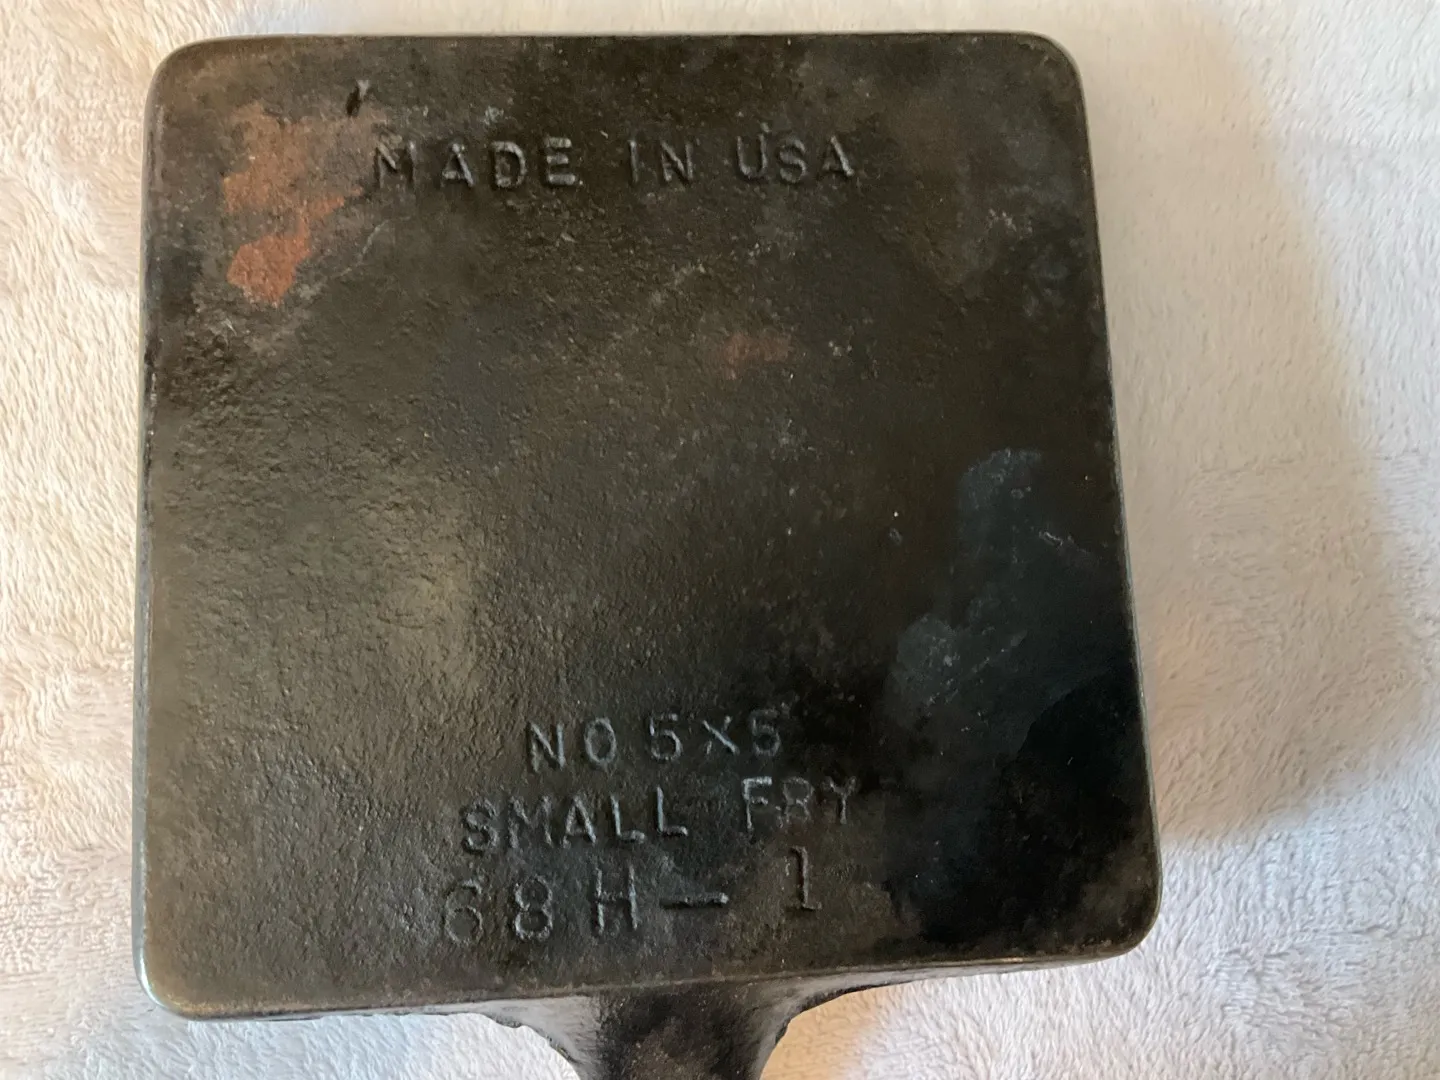 MADE IN USA
NO 5X5
SMALL FRY
68H-1